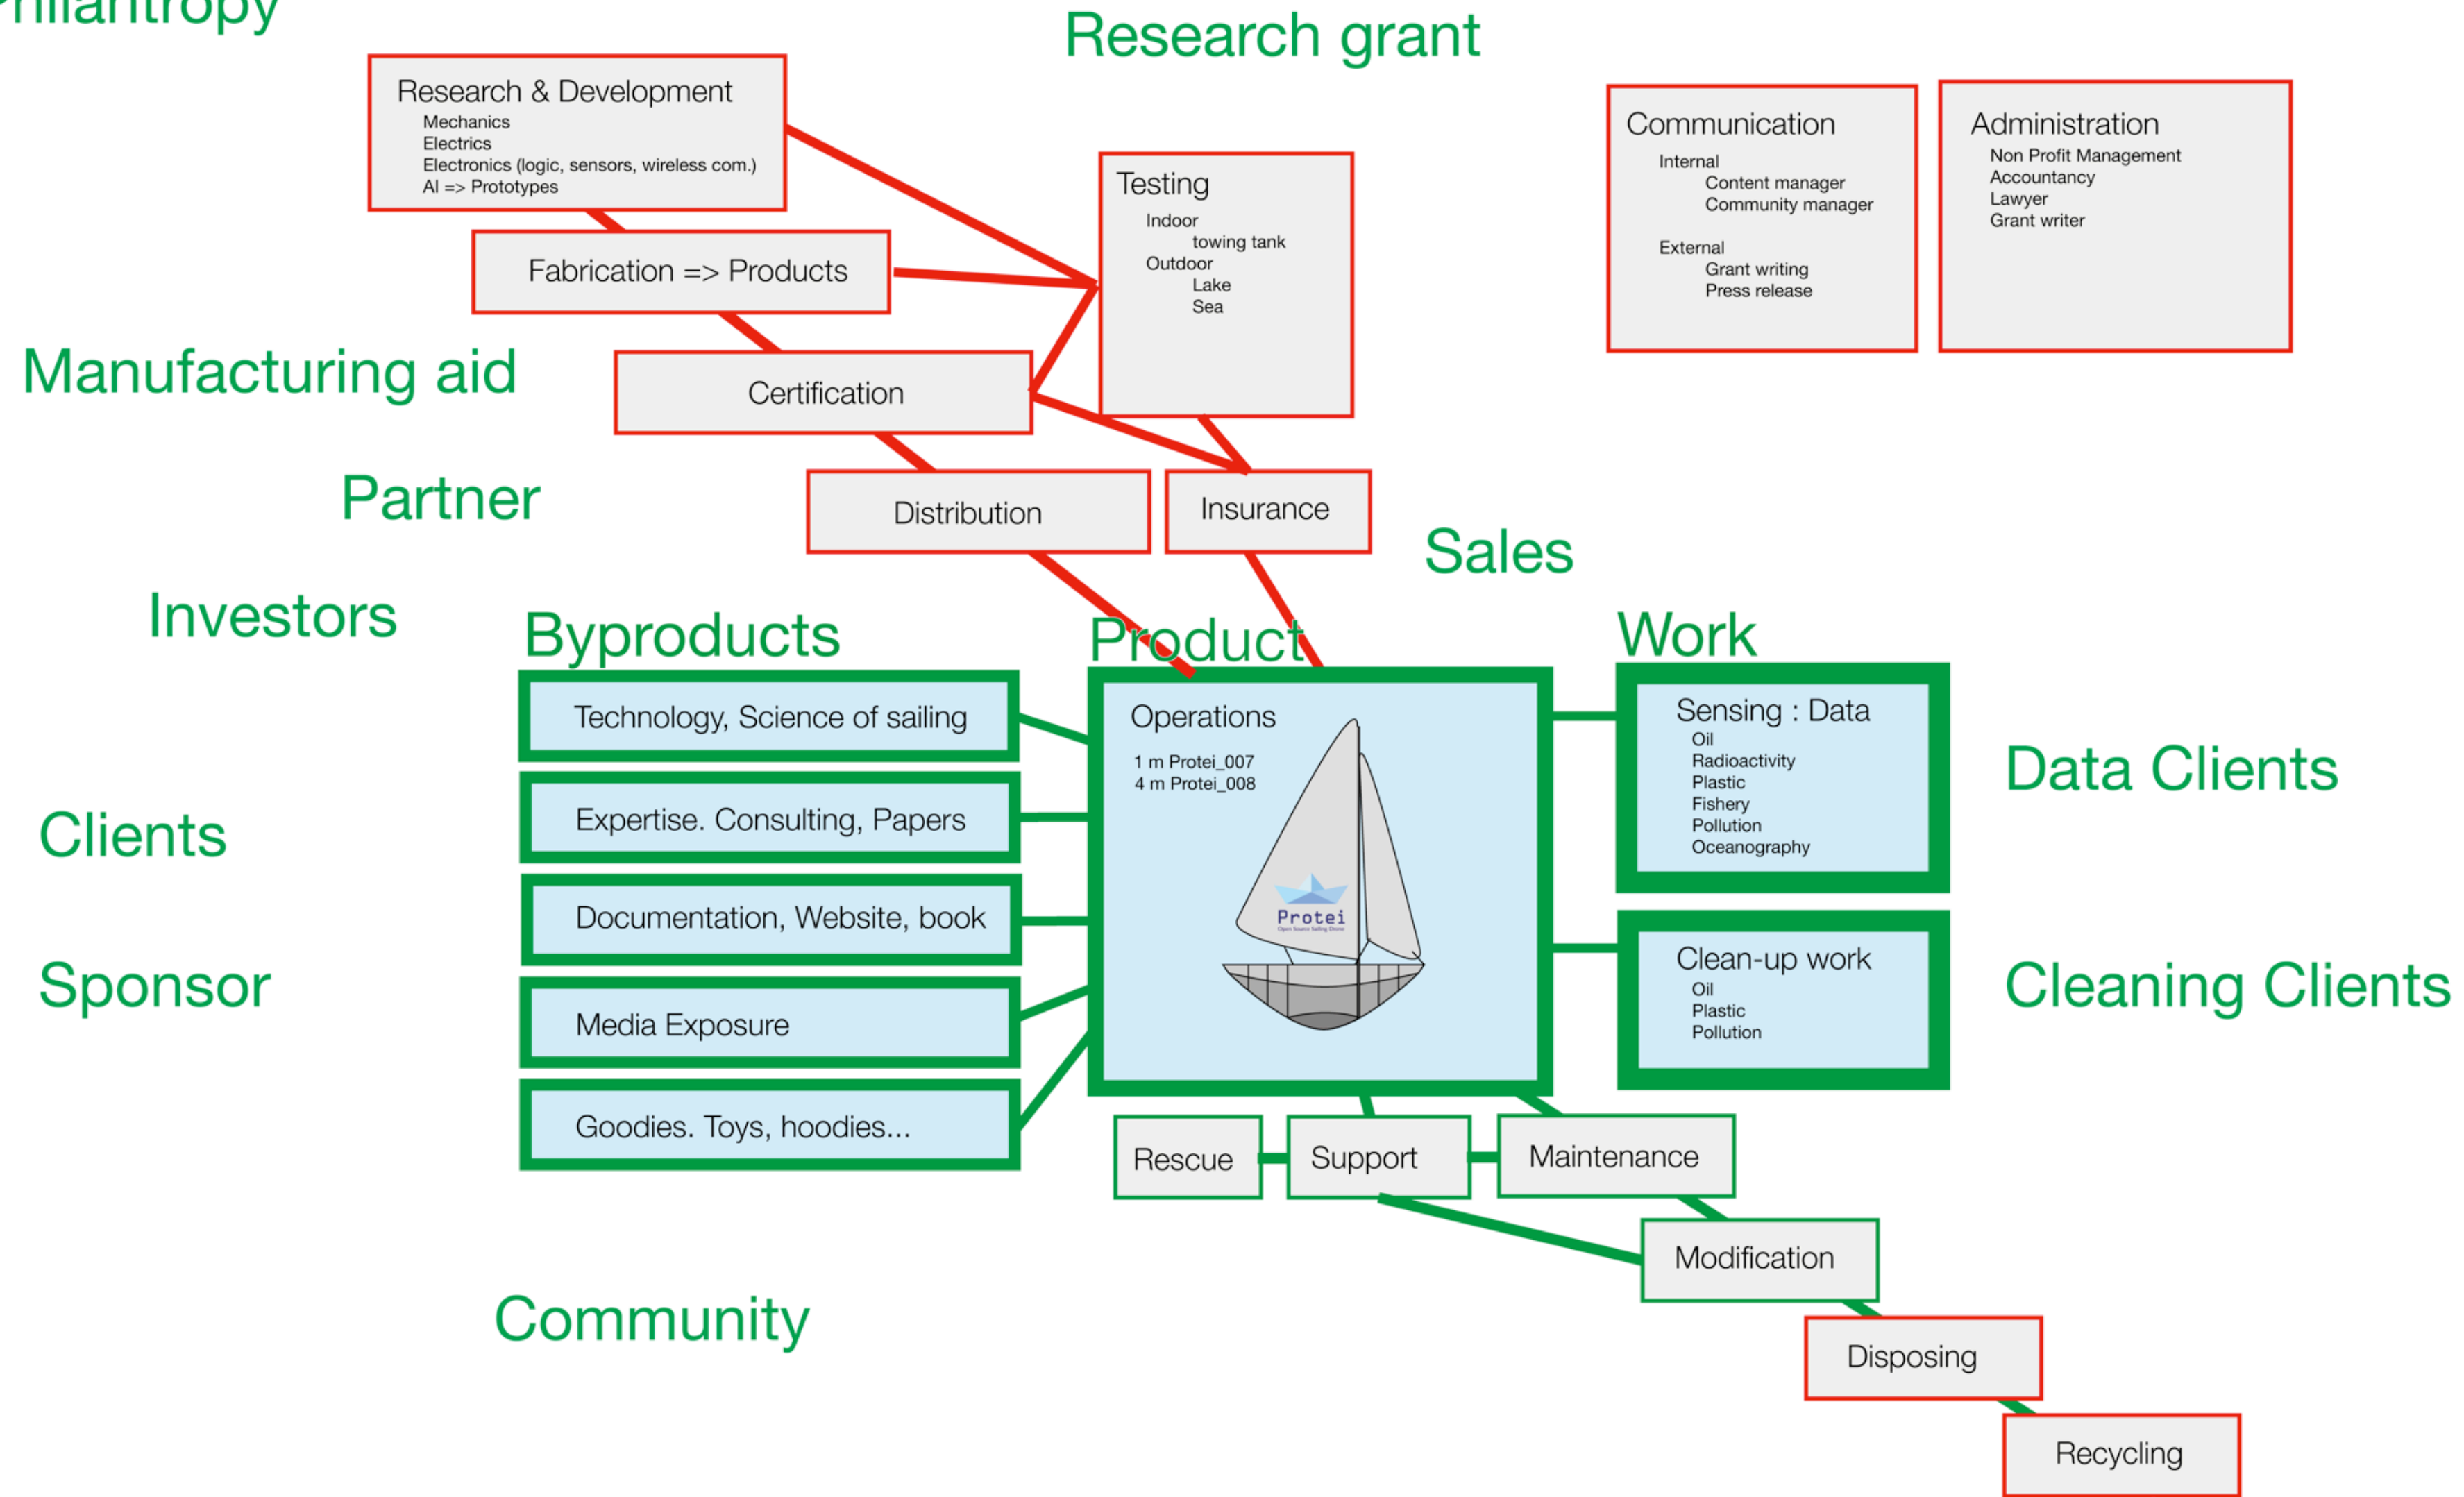 Philantropy
Research grant
Research & Development
Mechanics
Electrics
Electronics (logic, sensors, wireless com.)
AI => Prototypes
Fabrication => Products
Testing
Indoor
towing tank
Outdoor
Lake
Sea
Communication
Internal
Content manager
Community manager
External
Grant writing
Press release
Administration
Non Profit Management
Accountancy
Lawyer
Grant writer
Manufacturing aid
Certification
Partner
Distribution
Insurance
Sales
Investors
Byproducts
Product
Work
Technology, Science of sailing
Expertise. Consulting, Papers
Documentation, Website, book
Media Exposure
Goodies. Toys, hoodies...
Operations
1 m Protei_007
4 m Protei_008
Protei
Open Source Sailing Drone
Sensing : Data
Oil
Radioactivity
Plastic
Fishery
Pollution
Oceanography
Data Clients
Clean-up work
Oil
Plastic
Pollution
Cleaning Clients
Clients
Sponsor
Rescue
Support
Maintenance
Modification
Community
Disposing
Recycling